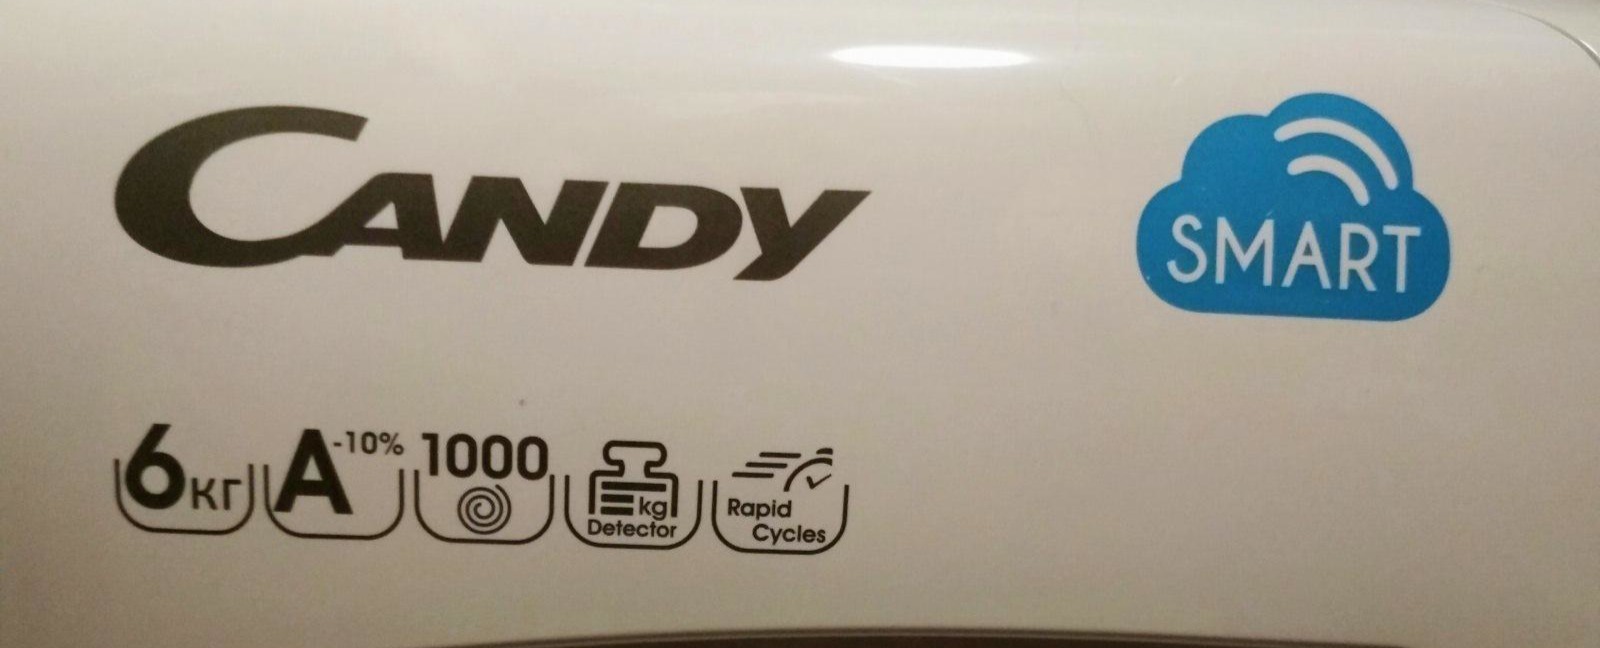 CANDY
SMART
6кг
A-10%
1000
kg
Detector
Rapid
Cycles